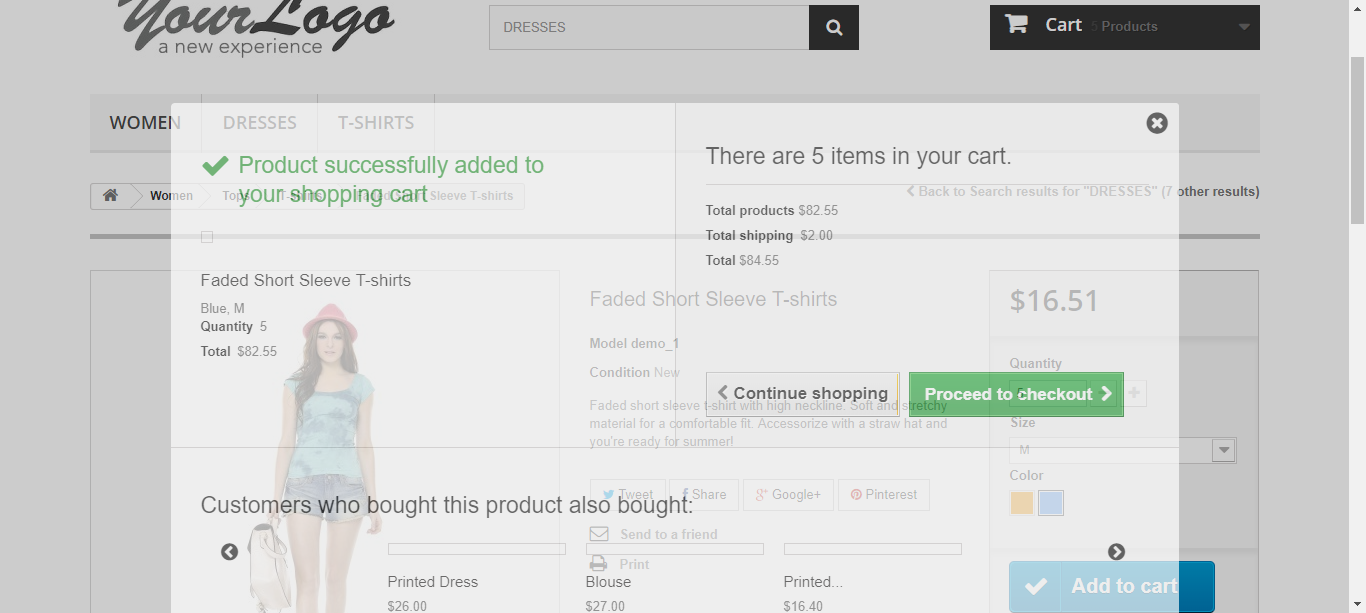 YourLogo
a new experience
DRESSES
Cart 5 Products
WOMEN DRESSES T-SHIRTS
Product successfully added to
your shopping cart
There are 5 items in your cart.
Women Tops T-shirts Faded Short Sleeve T-shirts
Back to Search results for "DRESSES" (7 other results)
Total products $82.55
Total shipping $2.00
Total $84.55
Faded Short Sleeve T-shirts
Blue, M
Quantity 5
Total $82.55
Faded Short Sleeve T-shirts
Model demo_1
Condition New
Faded short sleeve t-shirt with high neckline. Soft and stretchy
material for a comfortable fit. Accessorize with a straw hat and
you're ready for summer!
Continue shopping
Proceed to checkout
$16.51
Quantity
Size
M
Color
Tweet Share Google+ Pinterest
Send to a friend
Print
Add to cart
Customers who bought this product also bought:
Printed Dress
$26.00
Blouse
$27.00
Printed...
$16.40